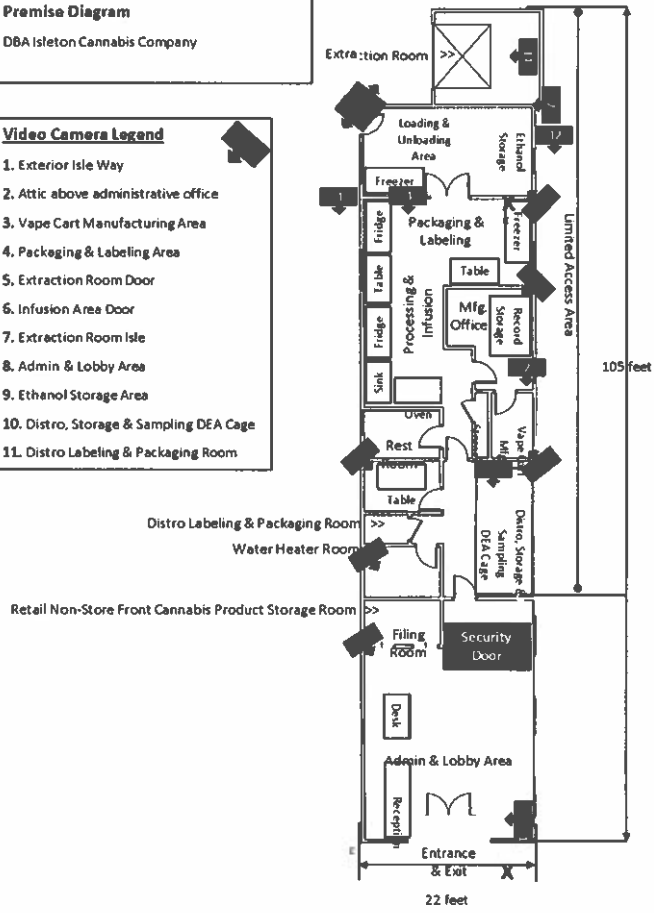 Premise Diagram
DBA Isleton Cannabis Company
Video Camera Legend
1. Exterior Isle Way
2. Attic above administrative office
3. Vape Cart Manufacturing Area
4. Packaging & Labeling Area
5. Extraction Room Door
6. Infusion Area Door
7. Extraction Room Isle
8. Admin & Lobby Area
9. Ethanol Storage Area
10. Distro, Storage & Sampling DEA Cage
11. Distro Labeling & Packaging Room
Extraction Room >>
11
Loading &
Unloading
Area
Ethanol
Storage
12
Freezer
1
Packaging &
Labeling
Freezer
Fridge
Table
Table
Processing &
Infusion
Mfg.
Office
Record
Storage
Fridge
Sink
Oven
Rest
Room
Vape
Table
Distro, Storage &
Sampling
DEA Cage
Limited Access Area
105 feet
Distro Labeling & Packaging Room >>
Water Heater Room
Retail Non-Store Front Cannabis Product Storage Room >>
Filing
Room
Security
Door
Desk
Admin & Lobby Area
Entrance
& Exit
X
22 feet